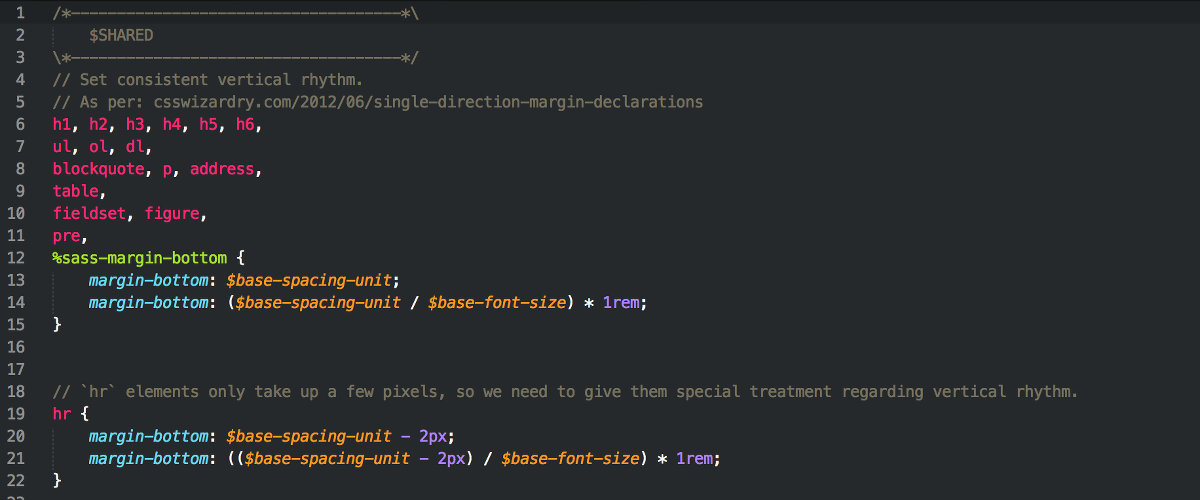 1 /*------------------------------------*\
2     $SHARED
3 \*------------------------------------*/
4 // Set consistent vertical rhythm.
5 // As per: csswizardry.com/2012/06/single-direction-margin-declarations
6 h1, h2, h3, h4, h5, h6,
7 ul, ol, dl,
8 blockquote, p, address,
9 table,
10 fieldset, figure,
11 pre,
12 %sass-margin-bottom {
13     margin-bottom: $base-spacing-unit;
14     margin-bottom: ($base-spacing-unit / $base-font-size) * 1rem;
15 }
16
17
18 // `hr` elements only take up a few pixels, so we need to give them special treatment regarding vertical rhythm.
19 hr {
20     margin-bottom: $base-spacing-unit - 2px;
21     margin-bottom: (($base-spacing-unit - 2px) / $base-font-size) * 1rem;
22 }